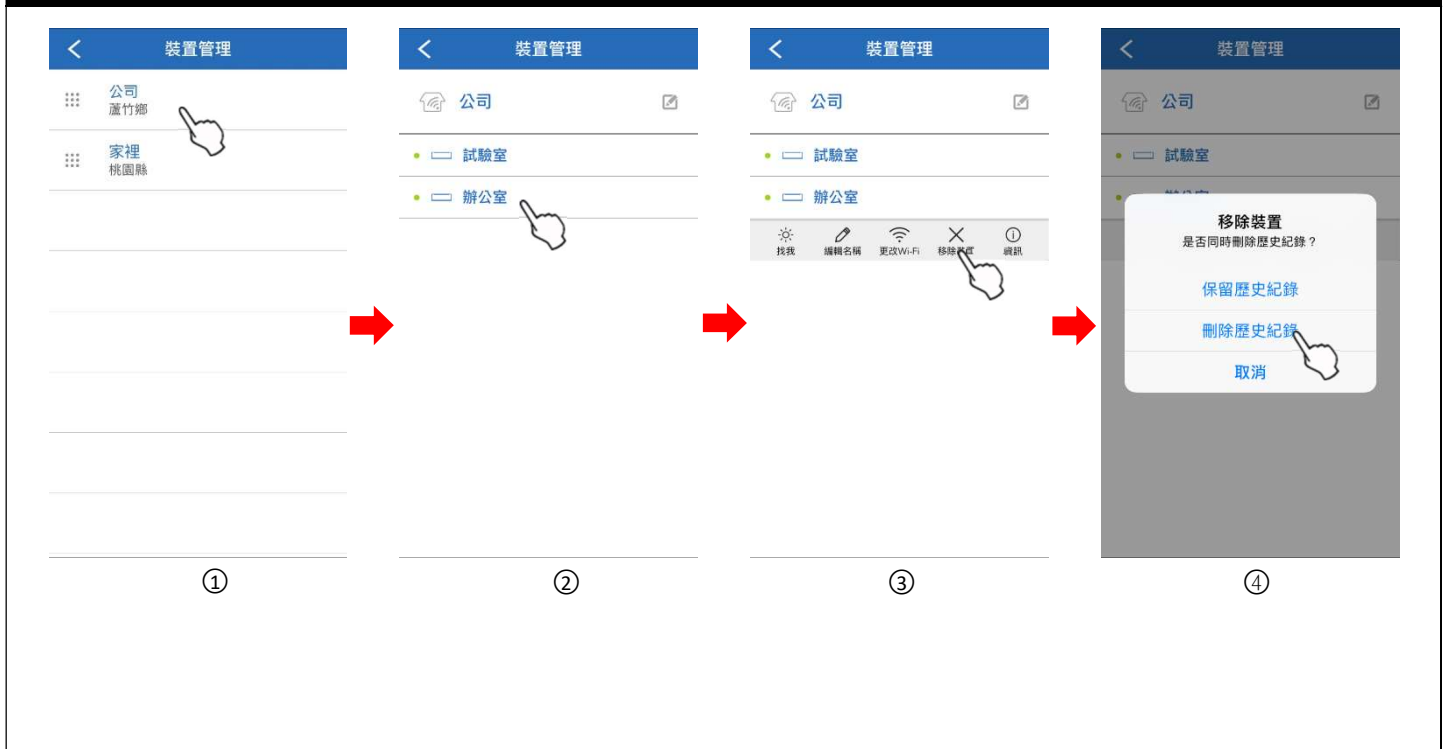 裝置管理
公司
蘆竹鄉
家裡
桃園縣
①
裝置管理
公司
試驗室
辦公室
②
裝置管理
公司
試驗室
辦公室
找我
編輯名稱
更改Wi-Fi
移除裝置
資訊
③
裝置管理
公司
試驗室
移除裝置
是否同時刪除歷史紀錄？
保留歷史紀錄
刪除歷史紀錄
取消
④